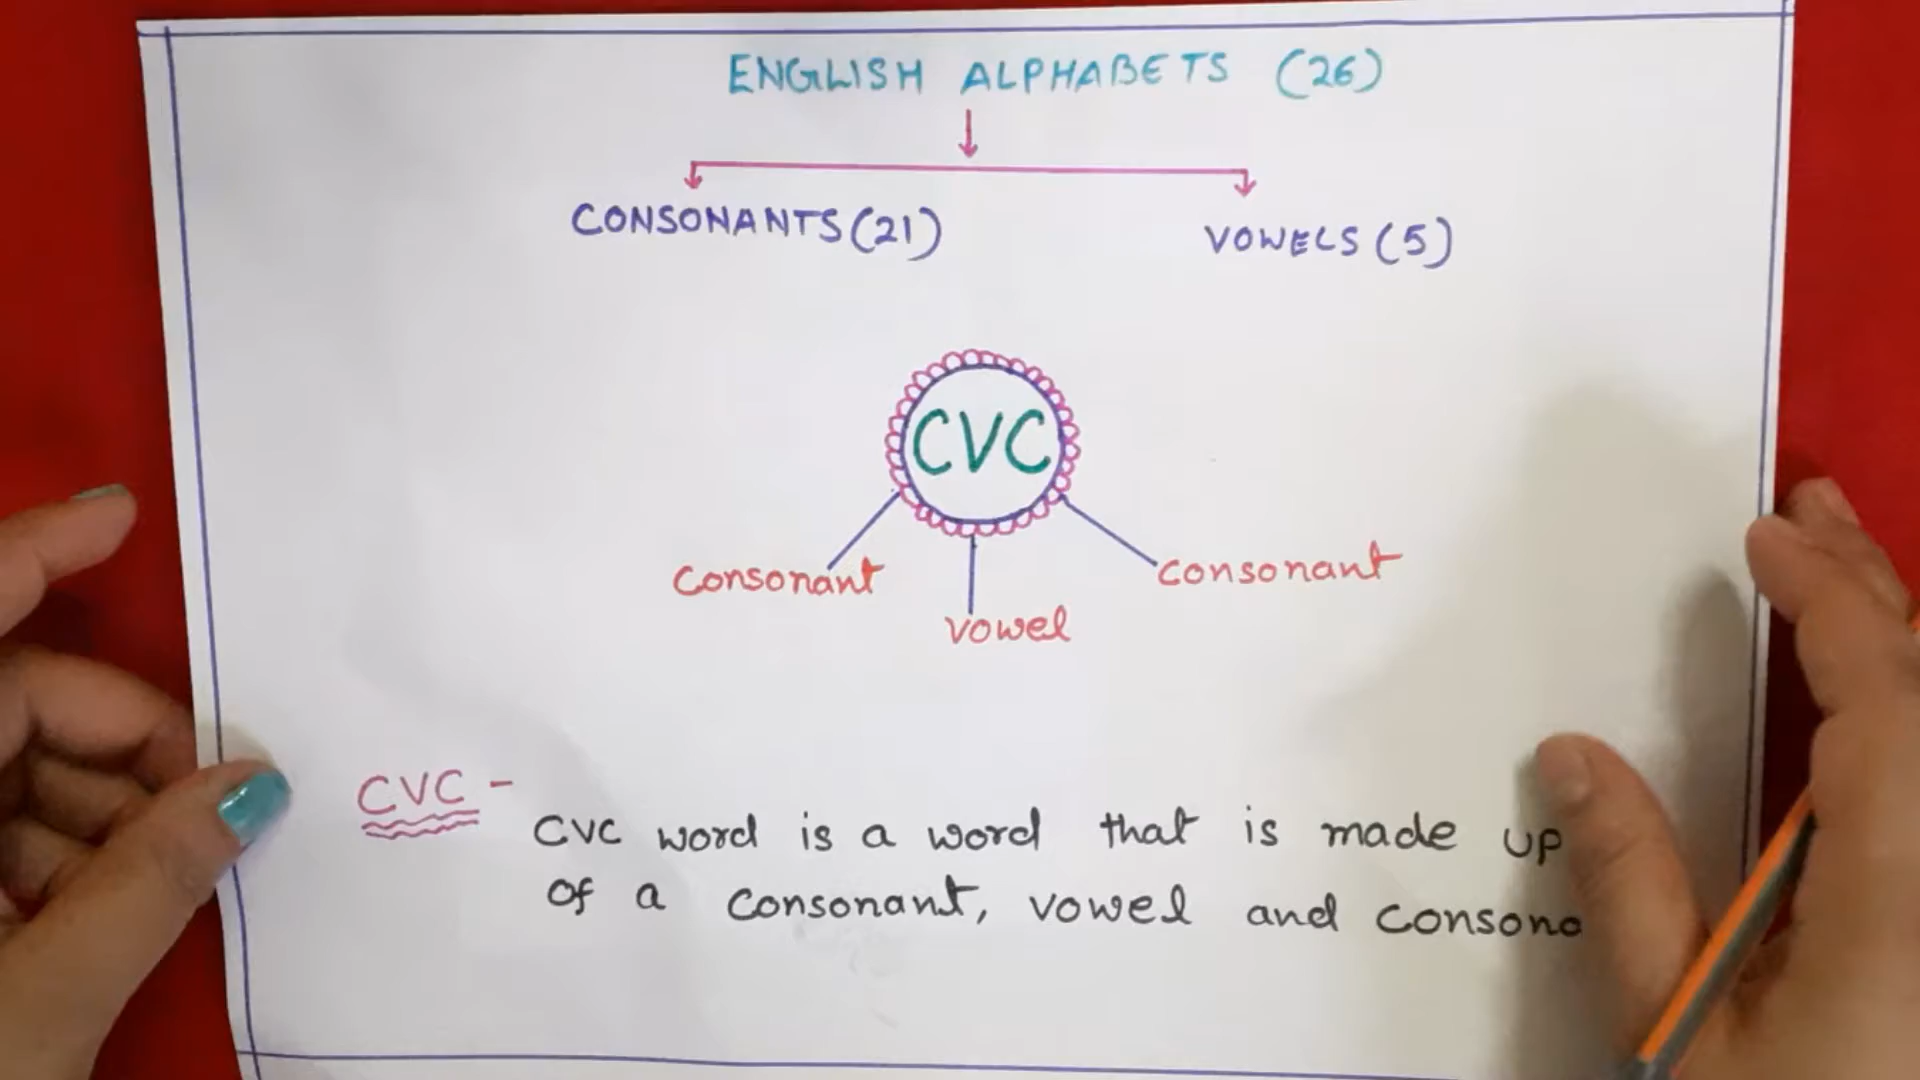 ENGLISH ALPHABETS (26)
CONSONANTS (21)
VOWELS (5)
CVC
Consonant
vowel
consonant
CVC -
CVC word is a word that is made up
of a consonant, vowel and consona